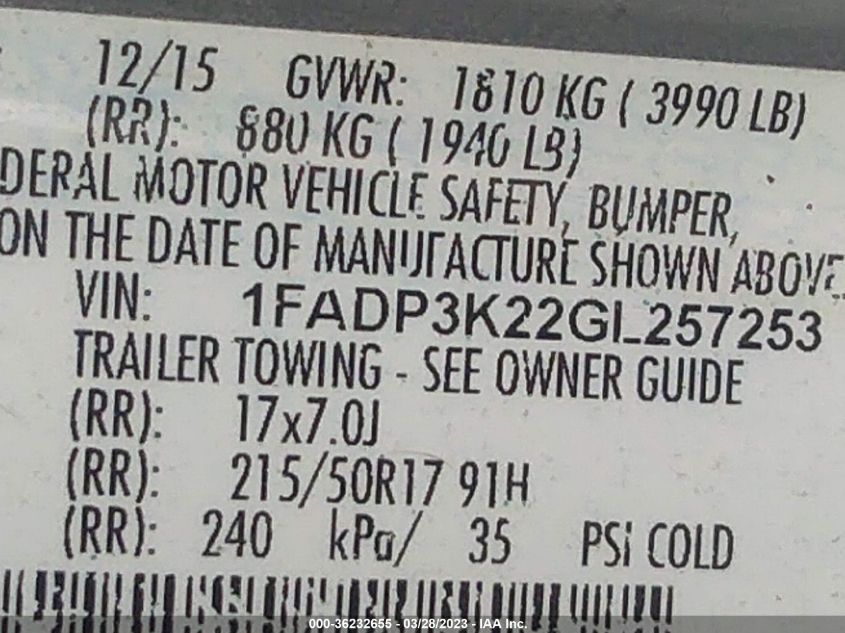 12/15 GVWR: 1810 KG ( 3990 LB)
(RR): 880 KG ( 1940 LB)
DERAL MOTOR VEHICLE SAFETY, BUMPER,
ON THE DATE OF MANUFACTURE SHOWN ABOVE.
VIN: 1FADP3K22GL257253
TRAILER TOWING - SEE OWNER GUIDE
(RR): 17x7.0J
(RR): 215/50R17 91H
(RR): 240 kPa/ 35 PSi COLD
000-36232655 - 03/28/2023 - IAA Inc.